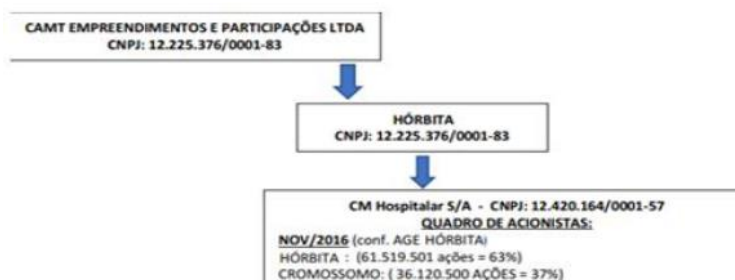 CAMT EMPREENDIMENTOS E PARTICIPAÇÕES LTDA
CNPJ: 12.225.376/0001-83
HÓRBITA
CNPJ: 12.225.376/0001-83
CM Hospitalar S/A - CNPJ: 12.420.164/0001-57
QUADRO DE ACIONISTAS:
NOV/2016 (conf. AGE HÓRBITA)
HÓRBITA : (61.519.501 ações = 63%)
CROMOSSOMO: ( 36.120.500 AÇÕES = 37%)